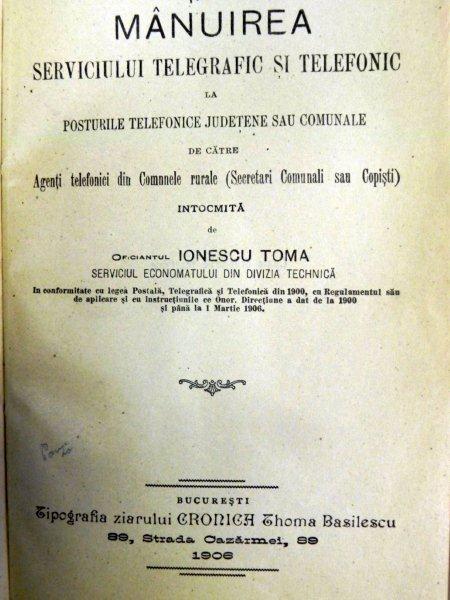 MÂNUIREA
SERVICIULUI TELEGRAFIC SI TELEFONIC
LA
POSTURILE TELEFONICE JUDEȚENE SAU COMUNALE
DE CĂTRE
Agenți telefonici din Comnnele rurale (Secretari Comunali sau Copiști)
INTOCMITĂ
de
OFICIANTUL IONESCU TOMA
SERVICIUL ECONOMATULUI DIN DIVIZIA TECHNICĂ
In conformitate cu legea Postală, Telegrafică și Telefonică din 1900, cu Regulamentul său
de aplicare și cu instrucțiunile ce Onor. Direcțiune a dat de la 1900
și până la 1 Martie 1906.
BUCUREȘTI
Tipografia ziarului CRONICA Thoma Basilescu
89, Strada Cazărmei, 89
1906